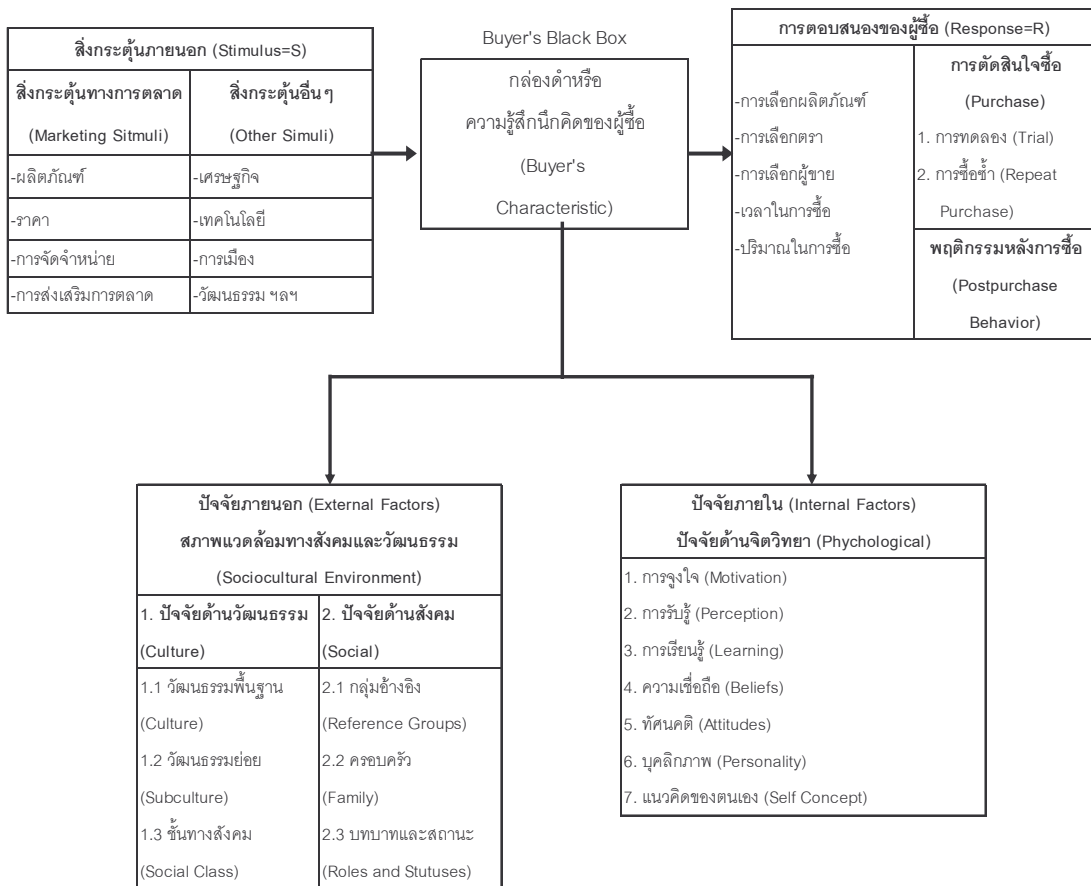 สิ่งกระตุ้นภายนอก (Stimulus=S)
สิ่งกระตุ้นทางการตลาด
(Marketing Sitmuli)
สิ่งกระตุ้นอื่นๆ
(Other Simuli)
-ผลิตภัณฑ์
-เศรษฐกิจ
-ราคา
-เทคโนโลยี
-การจัดจำหน่าย
-การเมือง
-การส่งเสริมการตลาด
-วัฒนธรรม ฯลฯ
Buyer's Black Box
กล่องดำหรือ
ความรู้สึกนึกคิดของผู้ซื้อ
(Buyer's
Characteristic)
การตอบสนองของผู้ซื้อ (Response=R)
-การเลือกผลิตภัณฑ์
-การเลือกตรา
-การเลือกผู้ขาย
-เวลาในการซื้อ
-ปริมาณในการซื้อ
การตัดสินใจซื้อ
(Purchase)
1. การทดลอง (Trial)
2. การซื้อซ้ำ (Repeat
Purchase)
พฤติกรรมหลังการซื้อ
(Postpurchase
Behavior)
ปัจจัยภายนอก (External Factors)
สภาพแวดล้อมทางสังคมและวัฒนธรรม
(Sociocultural Environment)
1. ปัจจัยด้านวัฒนธรรม
(Culture)
1.1 วัฒนธรรมพื้นฐาน
(Culture)
1.2 วัฒนธรรมย่อย
(Subculture)
1.3 ชั้นทางสังคม
(Social Class)
2. ปัจจัยด้านสังคม
(Social)
2.1 กลุ่มอ้างอิง
(Reference Groups)
2.2 ครอบครัว
(Family)
2.3 บทบาทและสถานะ
(Roles and Statuses)
ปัจจัยภายใน (Internal Factors)
ปัจจัยด้านจิตวิทยา (Phychological)
1. การจูงใจ (Motivation)
2. การรับรู้ (Perception)
3. การเรียนรู้ (Learning)
4. ความเชื่อถือ (Beliefs)
5. ทัศนคติ (Attitudes)
6. บุคลิกภาพ (Personality)
7. แนวคิดของตนเอง (Self Concept)